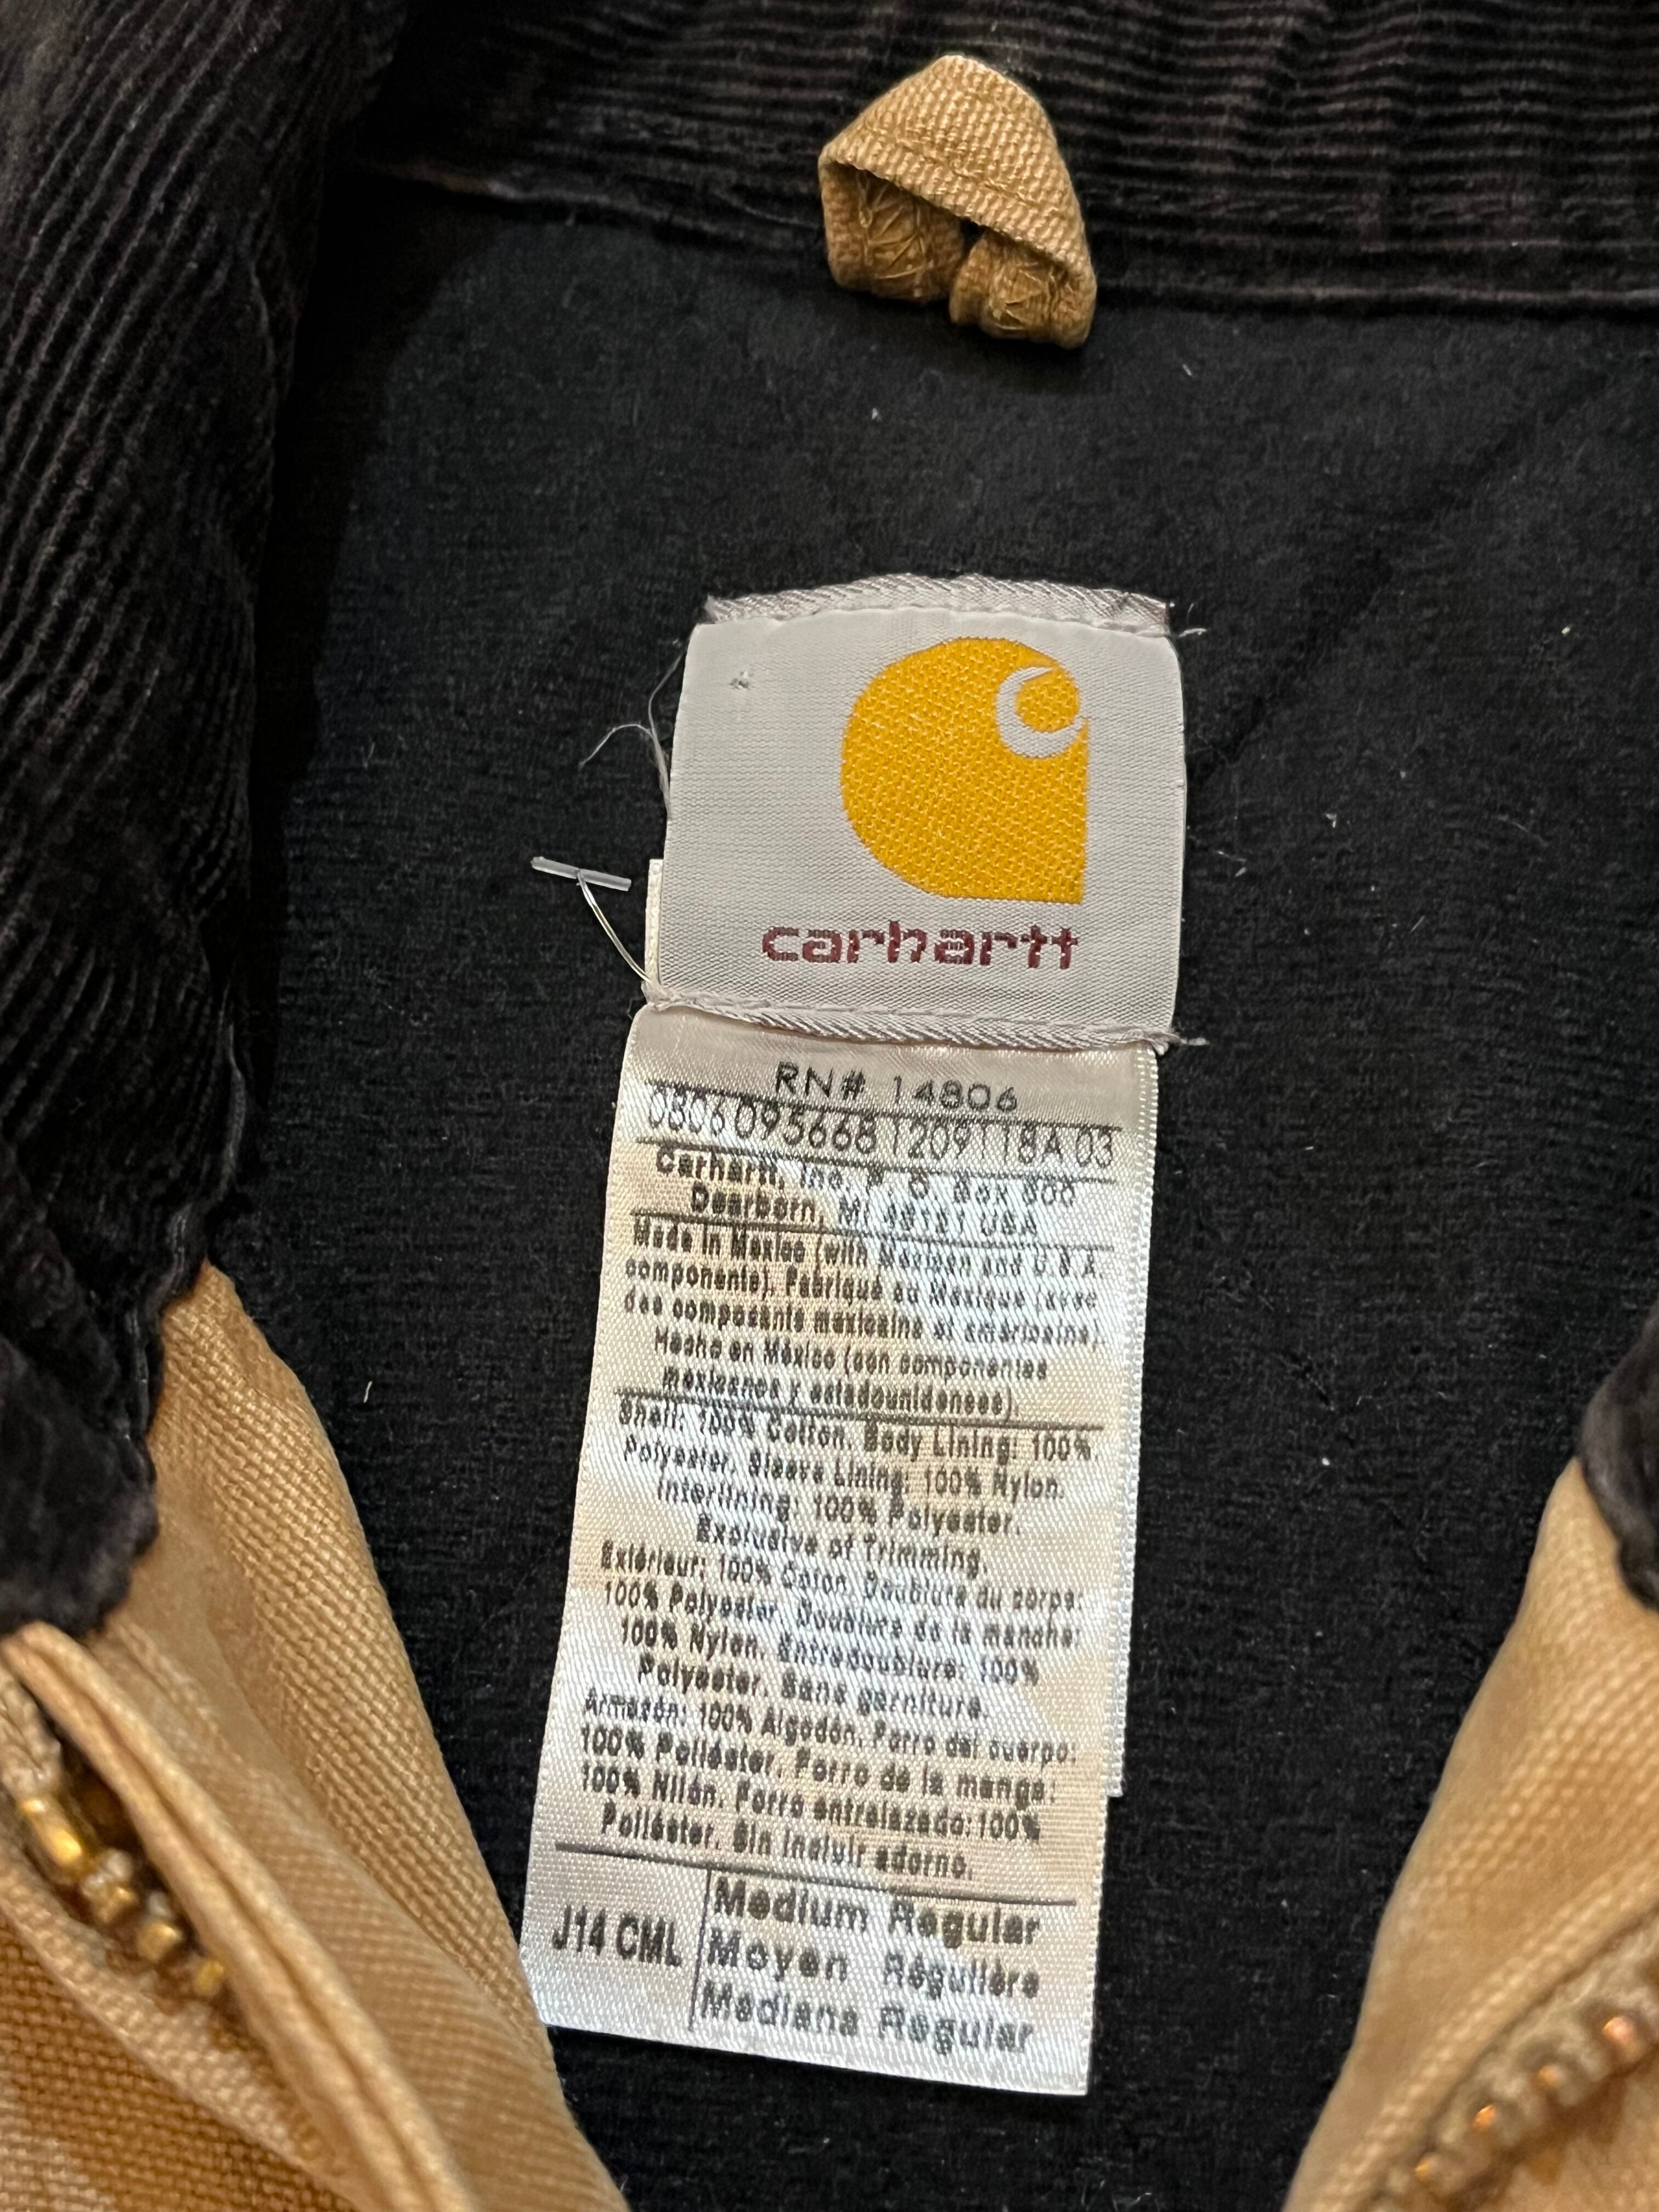 carhartt
RN# 14806
0806 095668 1209118A 03
Carhartt, Inc. P. O. Box 600
Dearborn, MI 48121 USA
Made in Mexico (with Mexican and U.S.A.
components). Fabriqué au Mexique (avec
des composants mexicains et américains).
Hecho en México (con componentes
mexicanos y estadounidenses).
Shell: 100% Cotton. Body Lining: 100%
Polyester. Sleeve Lining: 100% Nylon.
Interlining: 100% Polyester.
Exclusive of Trimming.
Extérieur: 100% Coton. Doublure du corps:
100% Polyester. Doublure de la manche:
100% Nylon. Entredoublure: 100%
Polyester. Sans garniture.
Armazón: 100% Algodón. Forro del cuerpo:
100% Poliéster. Forro de la manga:
100% Nilón. Forro entrelazado: 100%
Poliéster. Sin incluir adorno.
J14 CML
Medium Regular
Moyen Régulière
Mediana Regular